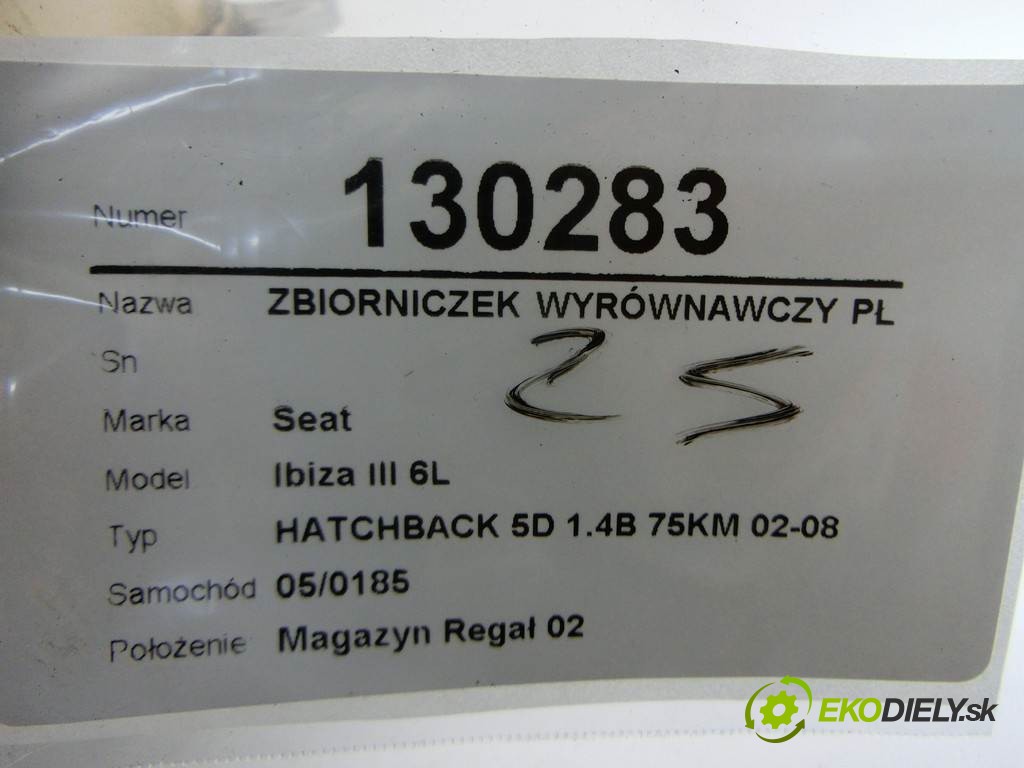 Numer 130283
Nazwa ZBIORNICZEK WYRÓWNAWCZY PŁ
Sn
25
Marka Seat
Model Ibiza III 6L
Typ HATCHBACK 5D 1.4B 75KM 02-08
Samochód 05/0185
Położenie Magazyn Regał 02
EKODIELY.sk